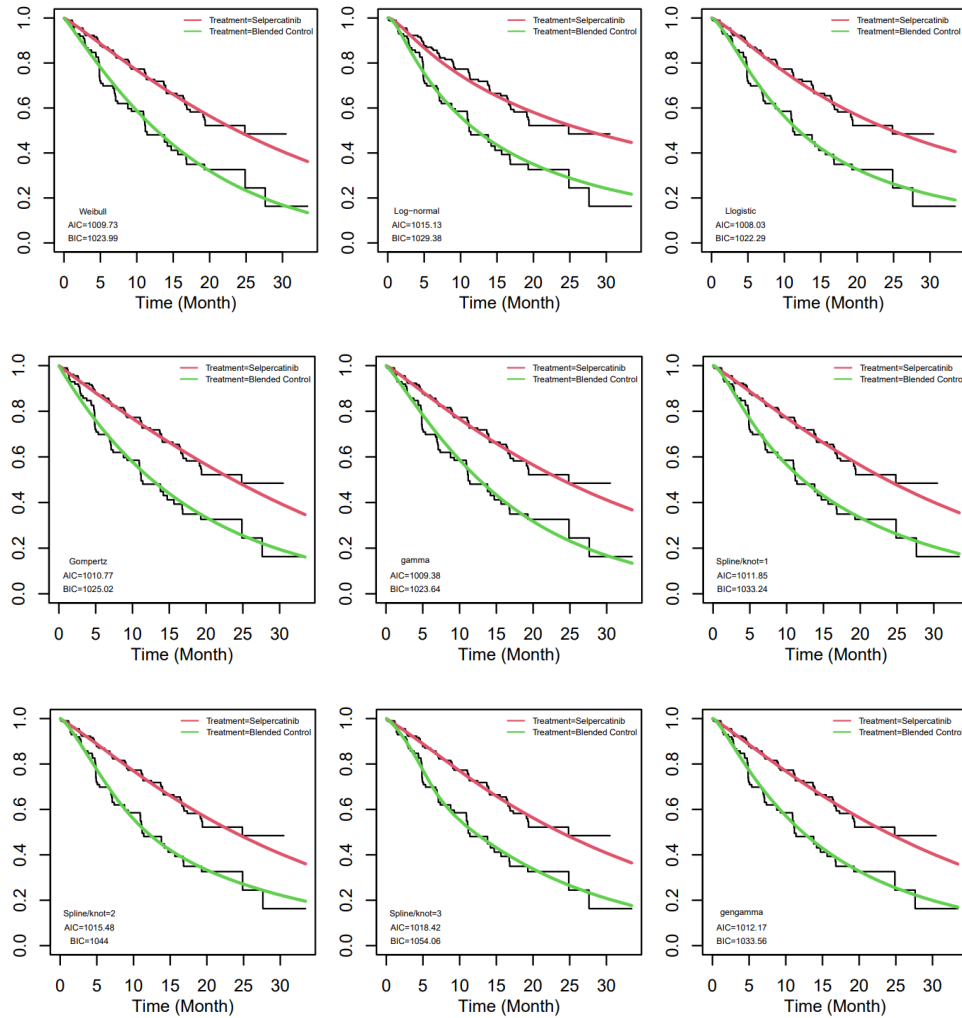 Treatment=Selpercatinib
Treatment=Blended Control
0.0 0.2 0.4 0.6 0.8 1.0
Weibull
AIC=1009.73
BIC=1023.99
0 5 10 15 20 25 30
Time (Month)
Treatment=Selpercatinib
Treatment=Blended Control
0.0 0.2 0.4 0.6 0.8 1.0
Log-normal
AIC=1015.13
BIC=1029.38
0 5 10 15 20 25 30
Time (Month)
Treatment=Selpercatinib
Treatment=Blended Control
0.0 0.2 0.4 0.6 0.8 1.0
Llogistic
AIC=1008.03
BIC=1022.29
0 5 10 15 20 25 30
Time (Month)
Treatment=Selpercatinib
Treatment=Blended Control
0.0 0.2 0.4 0.6 0.8 1.0
Gompertz
AIC=1010.77
BIC=1025.02
0 5 10 15 20 25 30
Time (Month)
Treatment=Selpercatinib
Treatment=Blended Control
0.0 0.2 0.4 0.6 0.8 1.0
gamma
AIC=1009.38
BIC=1023.64
0 5 10 15 20 25 30
Time (Month)
Treatment=Selpercatinib
Treatment=Blended Control
0.0 0.2 0.4 0.6 0.8 1.0
Spline/knot=1
AIC=1011.85
BIC=1033.24
0 5 10 15 20 25 30
Time (Month)
Treatment=Selpercatinib
Treatment=Blended Control
0.0 0.2 0.4 0.6 0.8 1.0
Spline/knot=2
AIC=1015.48
BIC=1044
0 5 10 15 20 25 30
Time (Month)
Treatment=Selpercatinib
Treatment=Blended Control
0.0 0.2 0.4 0.6 0.8 1.0
Spline/knot=3
AIC=1018.42
BIC=1054.06
0 5 10 15 20 25 30
Time (Month)
Treatment=Selpercatinib
Treatment=Blended Control
0.0 0.2 0.4 0.6 0.8 1.0
gengamma
AIC=1012.17
BIC=1033.56
0 5 10 15 20 25 30
Time (Month)